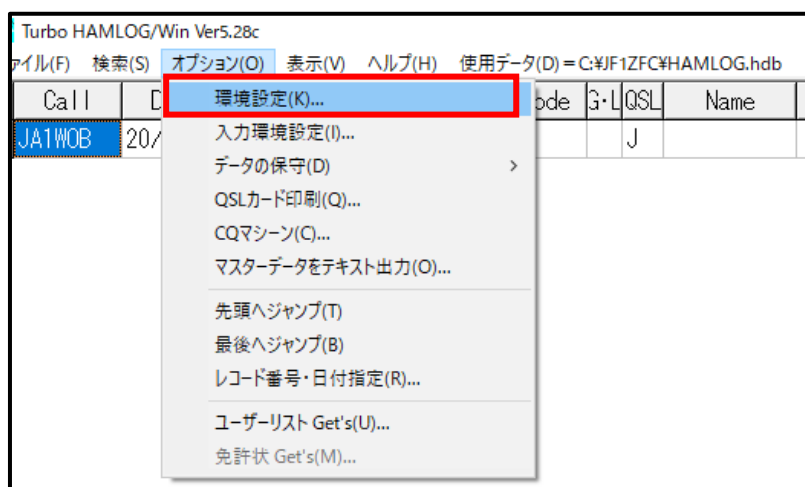 Turbo HAMLOG/Win Ver5.28c
ァイル(F) 検索(S) オプション(O) 表示(V) ヘルプ(H) 使用データ(D)=C:¥JF1ZFC¥HAMLOG.hdb
Call D ode G・L QSL Name
JA1WOB 20/ J
環境設定(K)...
入力環境設定(I)...
データの保守(D) >
QSLカード印刷(Q)...
CQマシーン(C)...
マスターデータをテキスト出力(O)...
先頭へジャンプ(T)
最後へジャンプ(B)
レコード番号・日付指定(R)...
ユーザーリスト Get's(U)...
免許状 Get's(M)...